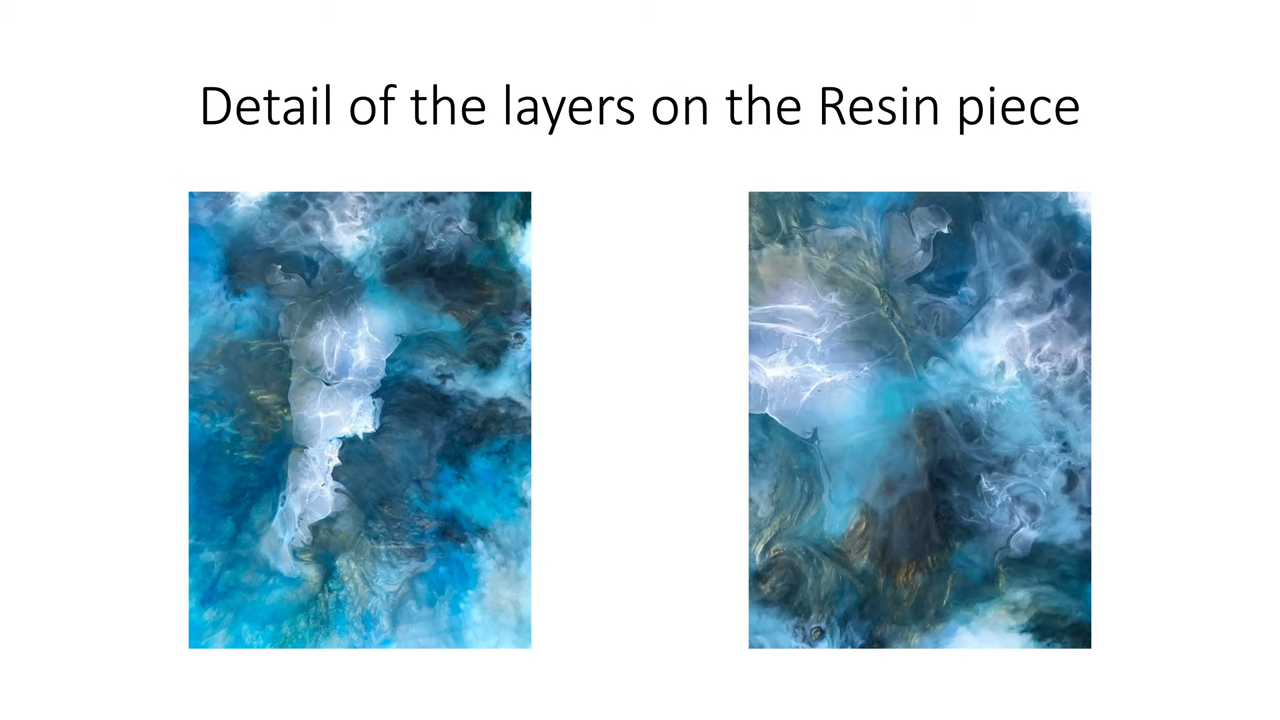 Detail of the layers on the Resin piece